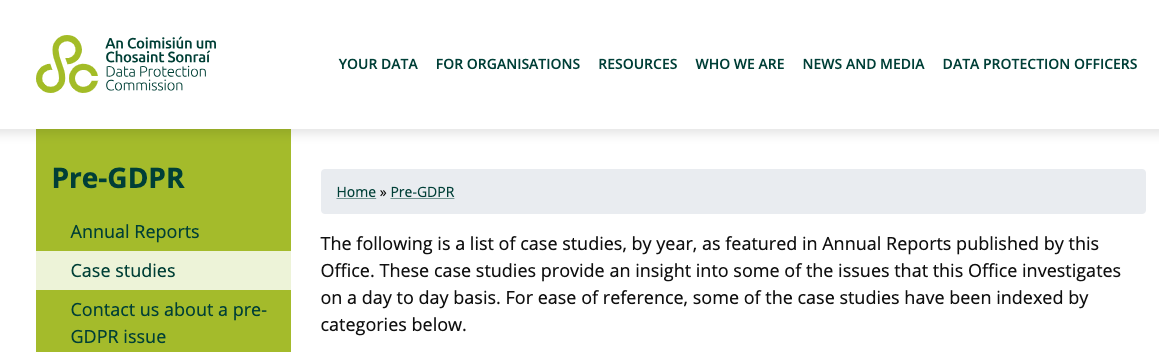 An Coimisiún um
Chosaint Sonraí
Data Protection
Commission
YOUR DATA FOR ORGANISATIONS RESOURCES WHO WE ARE NEWS AND MEDIA DATA PROTECTION OFFICERS
Pre-GDPR
Annual Reports
Case studies
Contact us about a pre-
GDPR issue
Home » Pre-GDPR
The following is a list of case studies, by year, as featured in Annual Reports published by this
Office. These case studies provide an insight into some of the issues that this Office investigates
on a day to day basis. For ease of reference, some of the case studies have been indexed by
categories below.